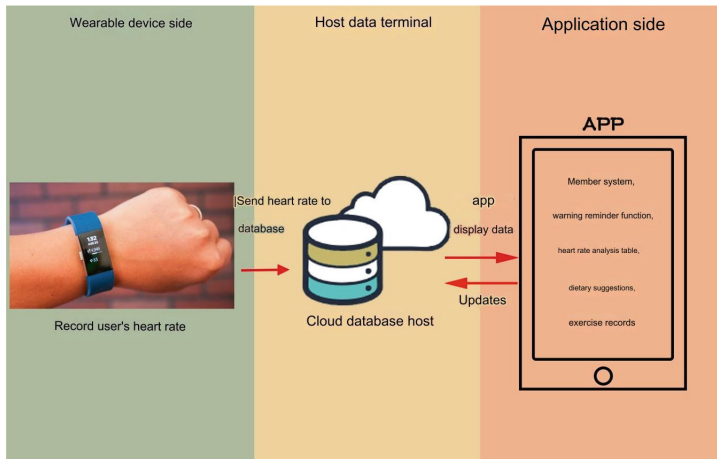 Wearable device side
Host data terminal
Application side
APP
Member system,
warning reminder function,
heart rate analysis table,
dietary suggestions,
exercise records
|Send heart rate to
database
app
display data
Updates
Record user's heart rate
Cloud database host